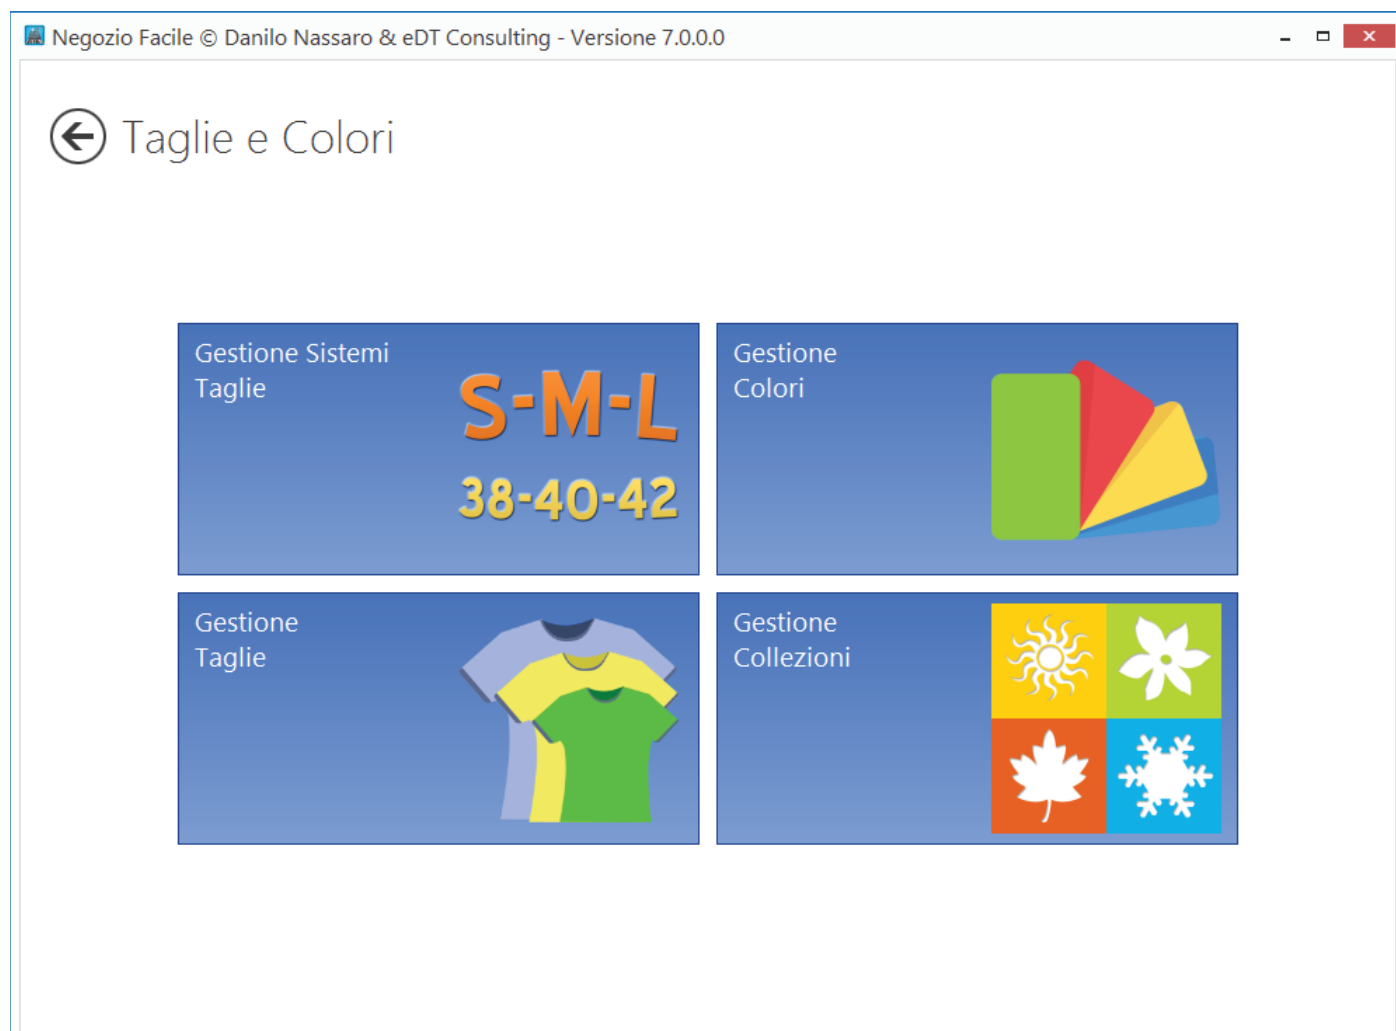 Negozio Facile © Danilo Nassaro & eDT Consulting - Versione 7.0.0.0
Taglie e Colori
Gestione Sistemi
Taglie
S-M-L
38-40-42
Gestione
Colori
Gestione
Taglie
Gestione
Collezioni